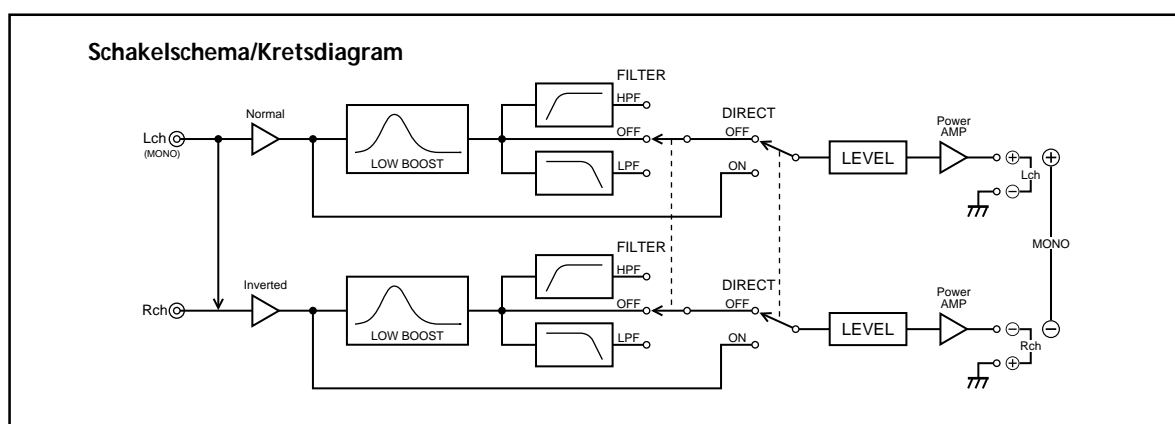 Schakelschema/Kretsdiagram
FILTER
HPF
Normal
DIRECT
Power
AMP
Lch
(MONO)
OFF
OFF
LOW BOOST
LEVEL
⊕
⊕
Lch
LPF
ON
⊖
MONO
FILTER
HPF
Inverted
DIRECT
Power
AMP
Rch
OFF
OFF
LOW BOOST
LEVEL
⊖
⊖
Rch
LPF
ON
⊕